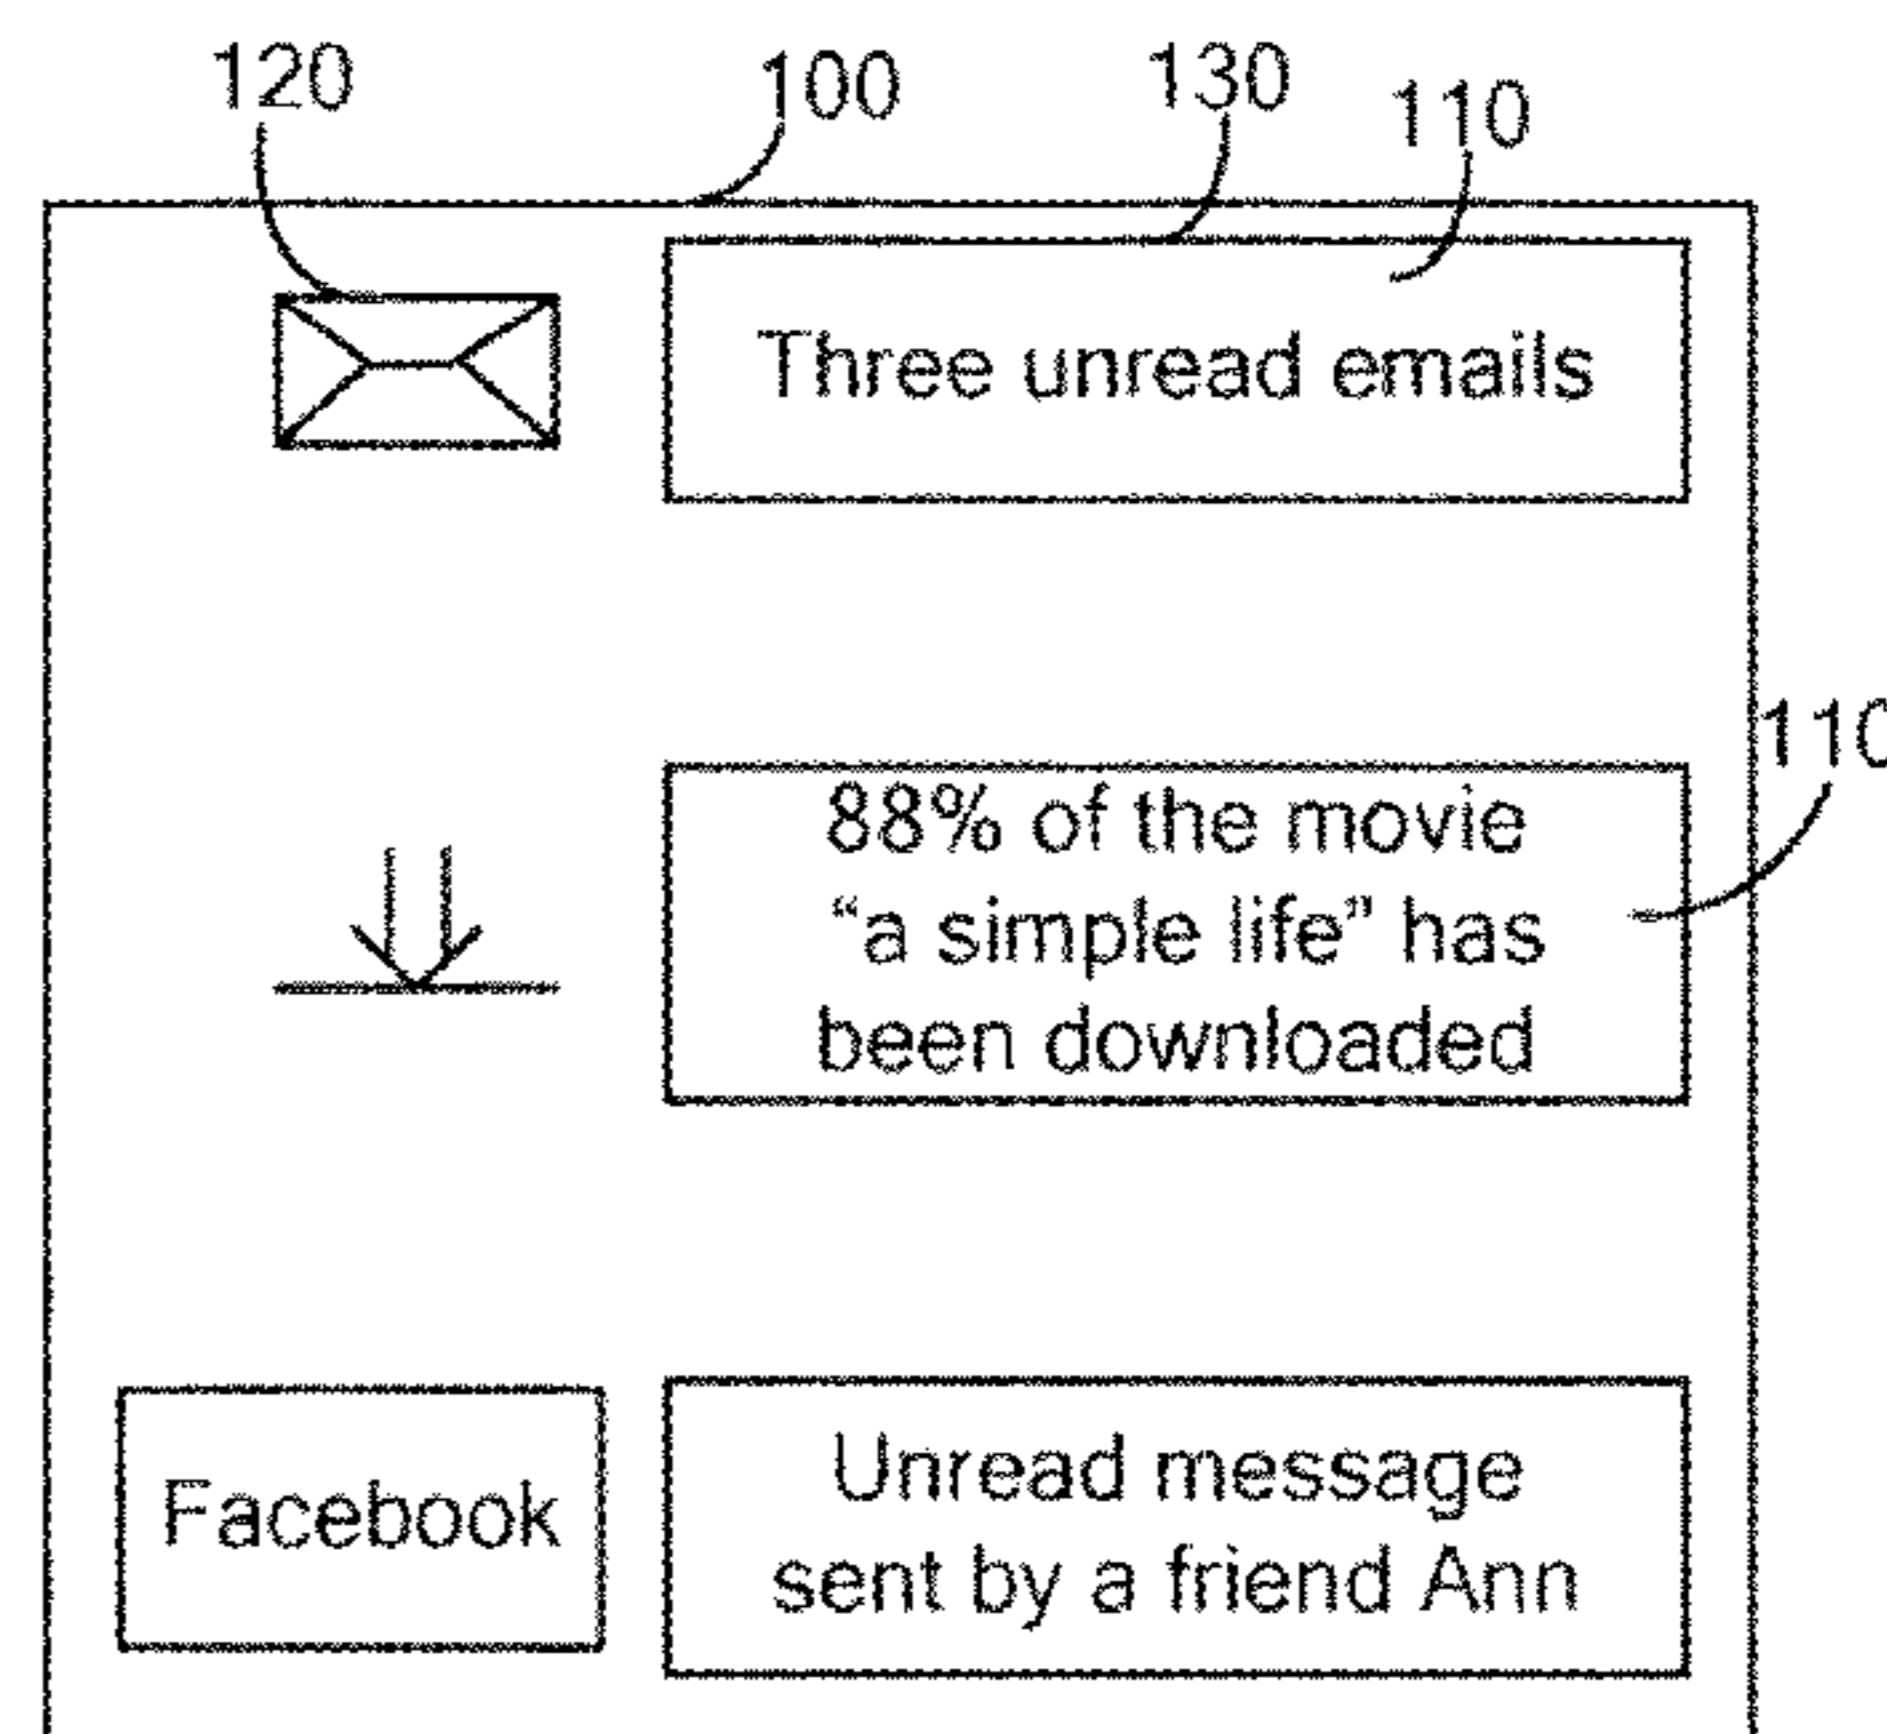 120 100 130 110
Three unread emails
110
88% of the movie
“a simple life” has
been downloaded
Facebook
Unread message
sent by a friend Ann